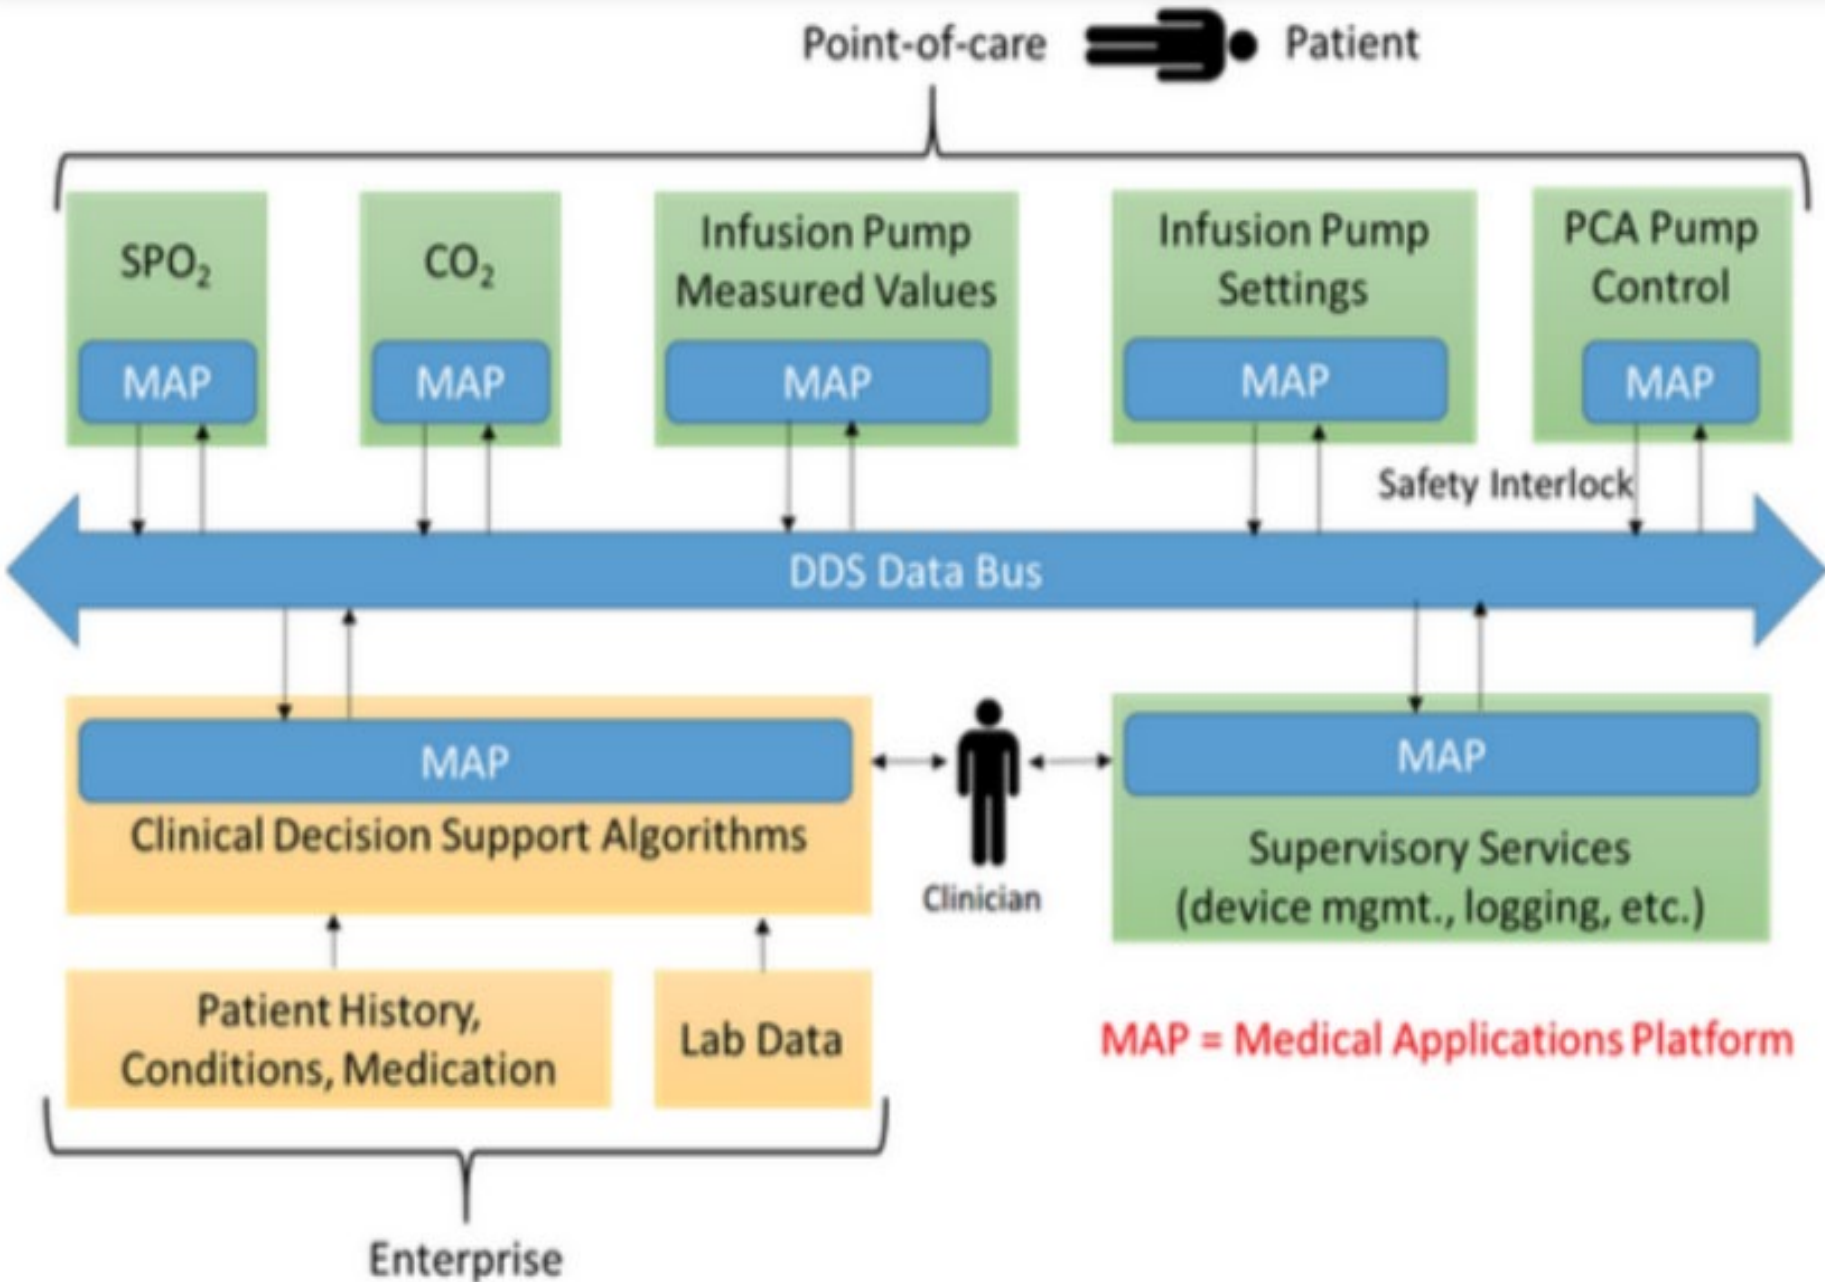 Point-of-care
Patient
SPO₂
CO₂
Infusion Pump
Measured Values
Infusion Pump
Settings
PCA Pump
Control
MAP
MAP
MAP
MAP
MAP
Safety Interlock
DDS Data Bus
MAP
Clinical Decision Support Algorithms
Clinician
MAP
Supervisory Services
(device mgmt., logging, etc.)
Patient History,
Conditions, Medication
Lab Data
MAP = Medical Applications Platform
Enterprise